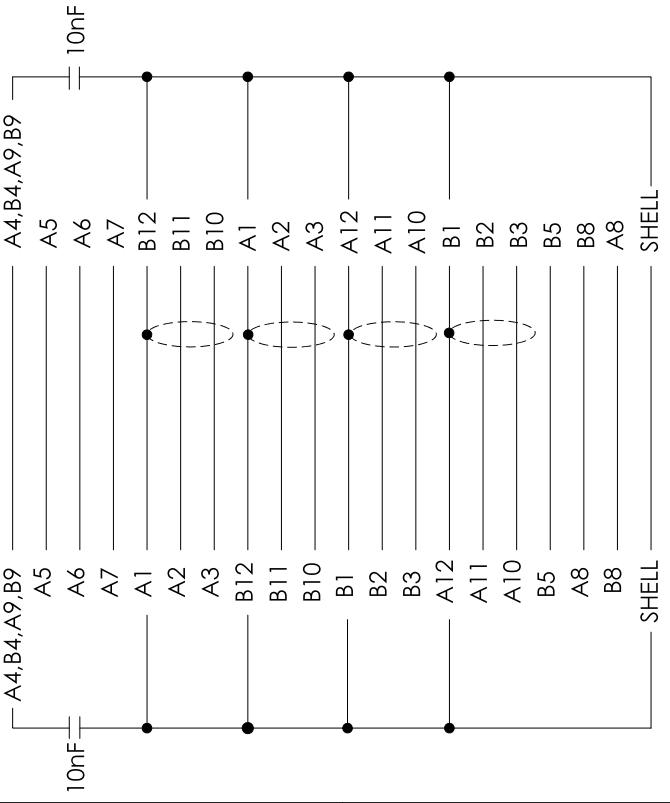 10nF
A4,B4,A9,B9
A5
A6
A7
B12
B11
B10
A1
A2
A3
A12
A11
A10
B1
B2
B3
B5
B8
A8
SHELL
A4,B4,A9,B9
A5
A6
A7
A1
A2
A3
B12
B11
B10
B1
B2
B3
A12
A11
A10
B5
A8
B8
SHELL
10nF